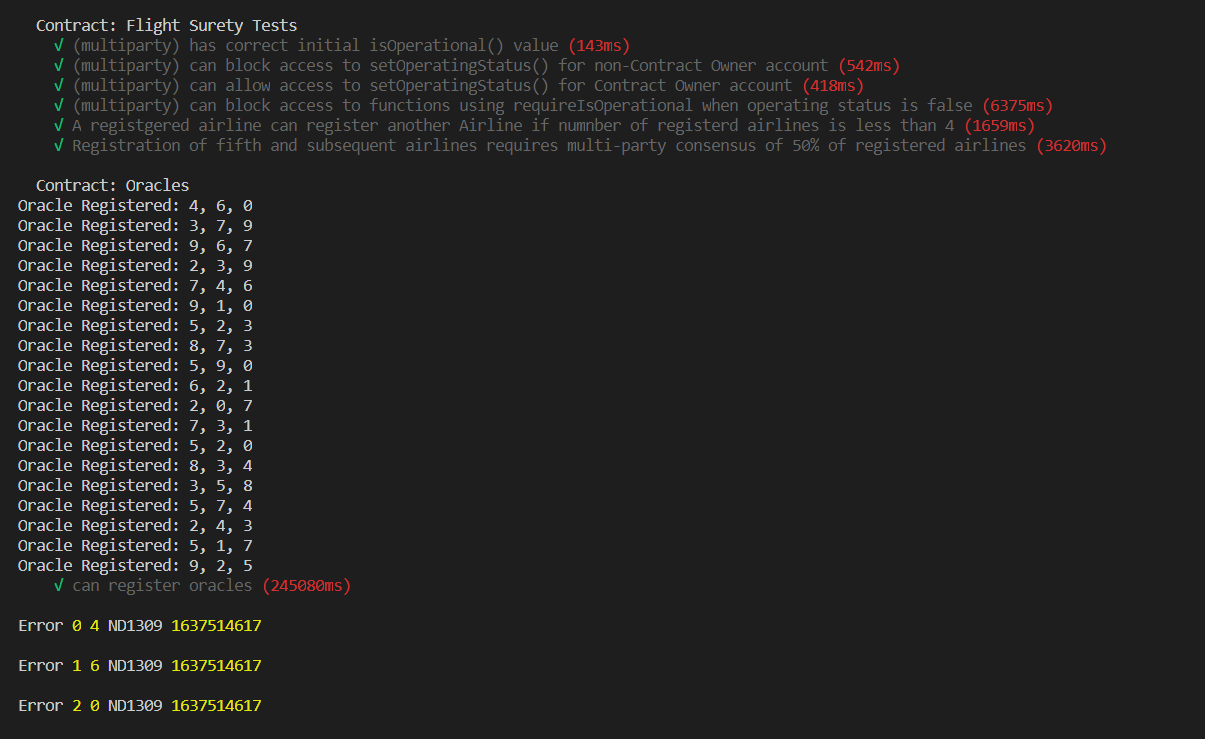 Contract: Flight Surety Tests
√ (multiparty) has correct initial isOperational() value (143ms)
√ (multiparty) can block access to setOperatingStatus() for non-Contract Owner account (542ms)
√ (multiparty) can allow access to setOperatingStatus() for Contract Owner account (418ms)
√ (multiparty) can block access to functions using requireIsOperational when operating status is false (6375ms)
√ A registgered airline can register another Airline if numnber of registerd airlines is less than 4 (1659ms)
√ Registration of fifth and subsequent airlines requires multi-party consensus of 50% of registered airlines (3620ms)
Contract: Oracles
Oracle Registered: 4, 6, 0
Oracle Registered: 3, 7, 9
Oracle Registered: 9, 6, 7
Oracle Registered: 2, 3, 9
Oracle Registered: 7, 4, 6
Oracle Registered: 9, 1, 0
Oracle Registered: 5, 2, 3
Oracle Registered: 8, 7, 3
Oracle Registered: 5, 9, 0
Oracle Registered: 6, 2, 1
Oracle Registered: 2, 0, 7
Oracle Registered: 7, 3, 1
Oracle Registered: 5, 2, 0
Oracle Registered: 8, 3, 4
Oracle Registered: 3, 5, 8
Oracle Registered: 5, 7, 4
Oracle Registered: 2, 4, 3
Oracle Registered: 5, 1, 7
Oracle Registered: 9, 2, 5
√ can register oracles (245080ms)
Error 0 4 ND1309 1637514617
Error 1 6 ND1309 1637514617
Error 2 0 ND1309 1637514617